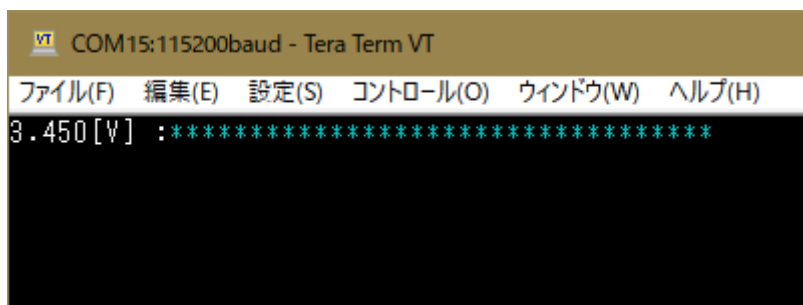 COM15:115200baud - Tera Term VT
ファイル(F) 編集(E) 設定(S) コントロール(O) ウィンドウ(W) ヘルプ(H)
3.450[V] :**********************************